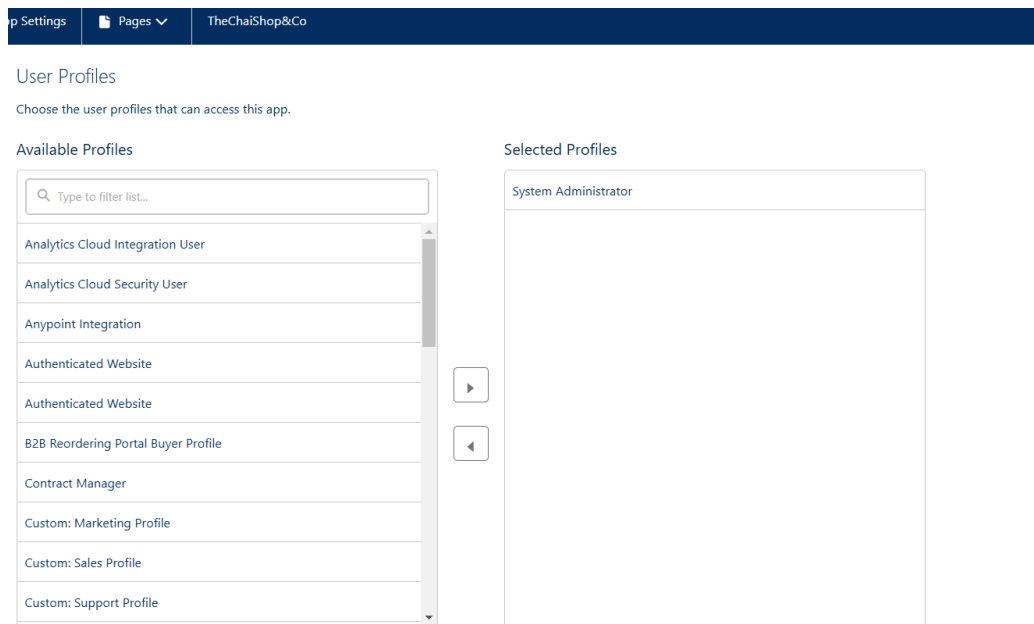 pp Settings
Pages
TheChaiShop&Co
User Profiles
Choose the user profiles that can access this app.
Available Profiles
Selected Profiles
Type to filter list...
System Administrator
Analytics Cloud Integration User
Analytics Cloud Security User
Anypoint Integration
Authenticated Website
Authenticated Website
B2B Reordering Portal Buyer Profile
Contract Manager
Custom: Marketing Profile
Custom: Sales Profile
Custom: Support Profile